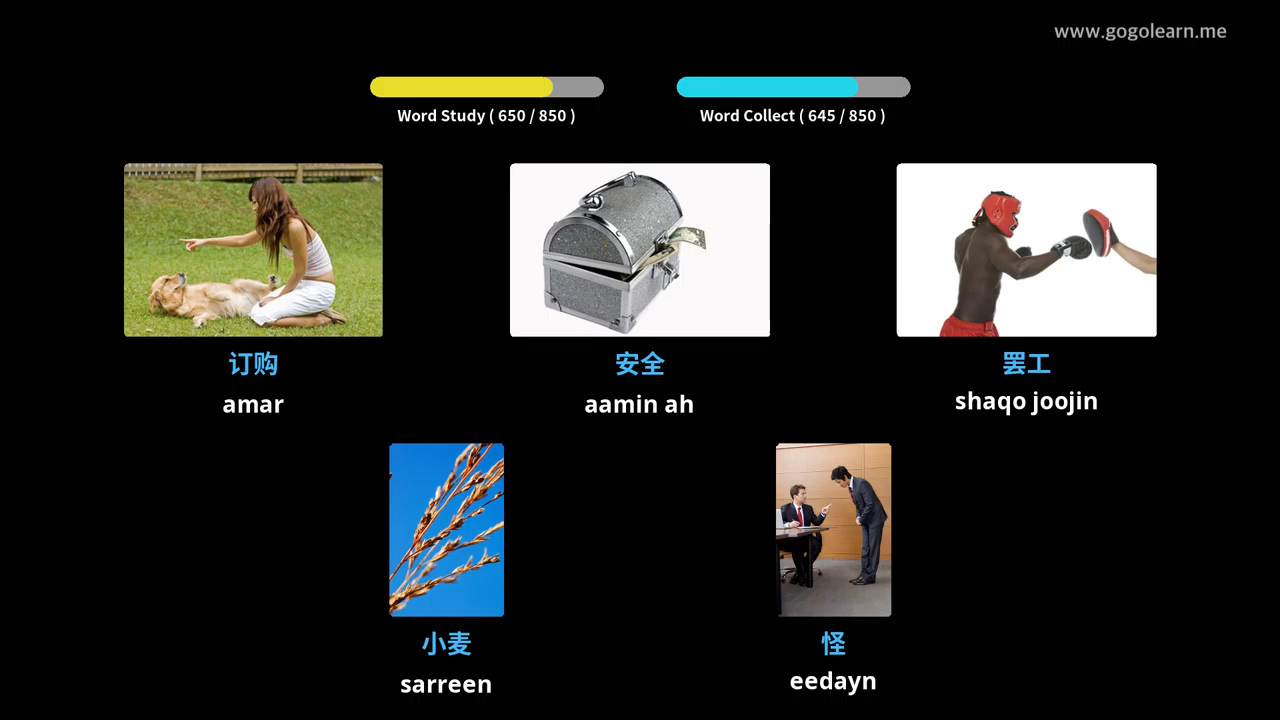 www.gogolearn.me
Word Study ( 650 / 850 )
Word Collect ( 645 / 850 )
订购
amar
安全
aamin ah
罢工
shaqo joojin
小麦
sarreen
怪
eedayn